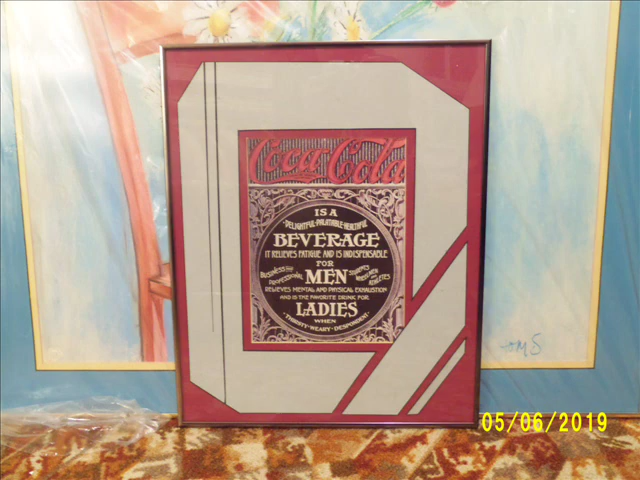 Coca-Cola
IS A
DELIGHTFUL-PALATABLE-HEALTHFUL
BEVERAGE
IT RELIEVES FATIGUE AND IS INDISPENSABLE
FOR
BUSINESS AND PROFESSIONAL MEN STUDENTS WHEELMEN AND ATHLETES
RELIEVES MENTAL AND PHYSICAL EXHAUSTION
AND IS THE FAVORITE DRINK FOR
LADIES
WHEN
THIRSTY-WEARY-DESPONDENT
05/06/2019